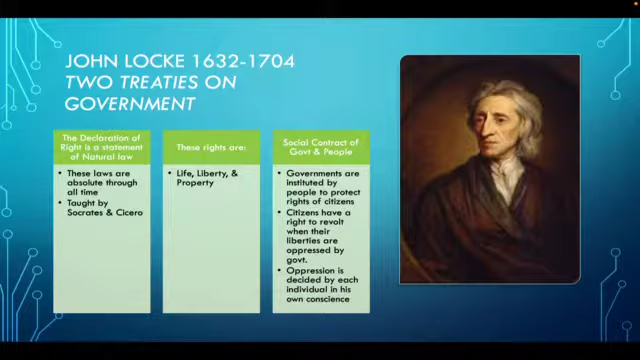 JOHN LOCKE 1632-1704
TWO TREATIES ON
GOVERNMENT
The Declaration of
Right is a statement
of Natural law
• These laws are
absolute through
all time
• Taught by
Socrates & Cicero
These rights are:
• Life, Liberty, &
Property
Social Contract of
Govt & People
• Governments are
instituted by
people to protect
rights of citizens
• Citizens have a
right to revolt
when their
liberties are
oppressed by
govt.
• Oppression is
decided by each
individual in his
own conscience